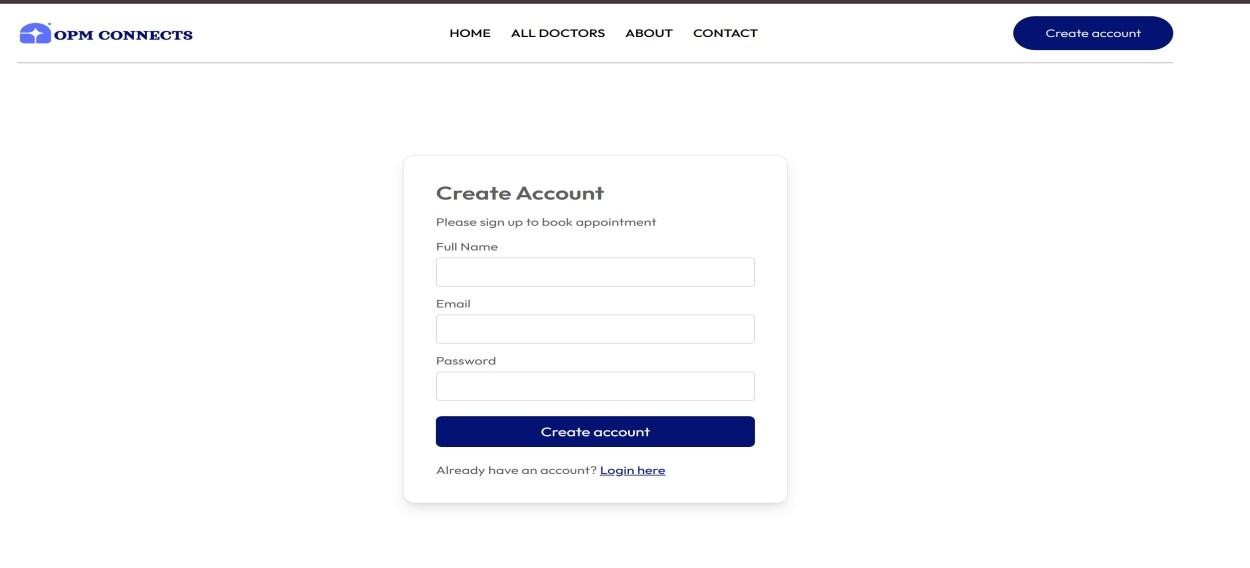 OPM CONNECTS
HOME ALL DOCTORS ABOUT CONTACT
Create account
Create Account
Please sign up to book appointment
Full Name
Email
Password
Create account
Already have an account? Login here